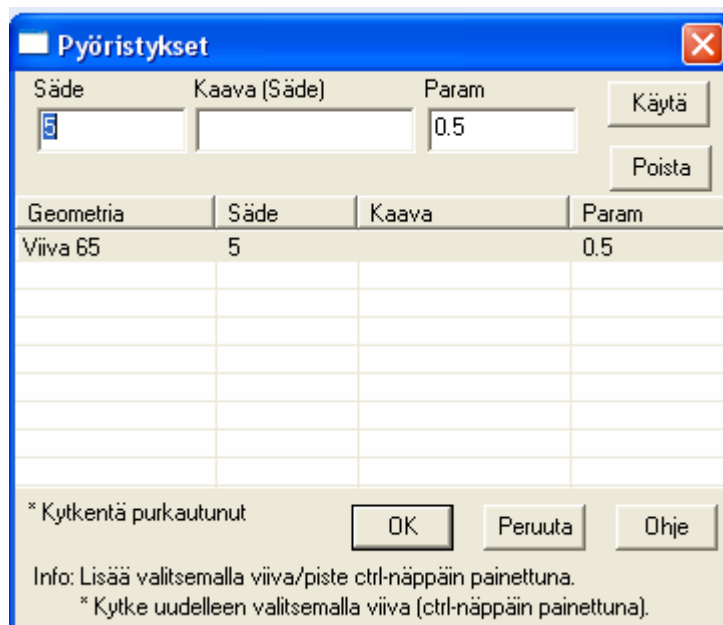 Pyöristykset
Säde Kaava (Säde) Param
5 0.5 Käytä
Poista
Geometria Säde Kaava Param
Viiva 65 5 0.5
* Kytkentä purkautunut
OK Peruuta Ohje
Info: Lisää valitsemalla viiva/piste ctrl-näppäin painettuna.
* Kytke uudelleen valitsemalla viiva (ctrl-näppäin painettuna).